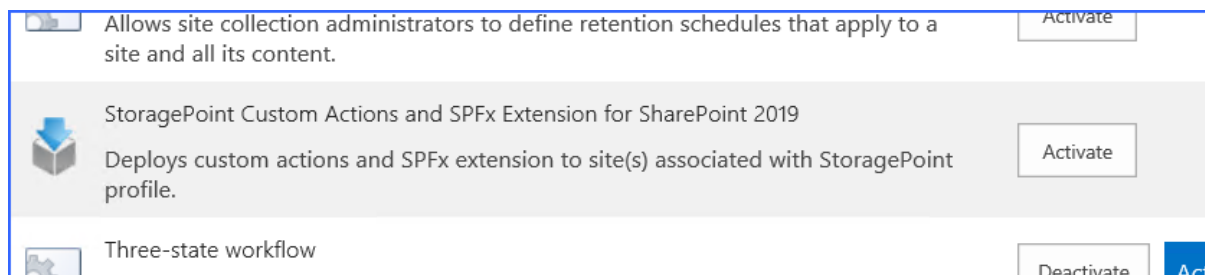 Allows site collection administrators to define retention schedules that apply to a
Activate
site and all its content.
StoragePoint Custom Actions and SPFx Extension for SharePoint 2019
Deploys custom actions and SPFx extension to site(s) associated with StoragePoint
profile.
Activate
Three-state workflow
Deactivate